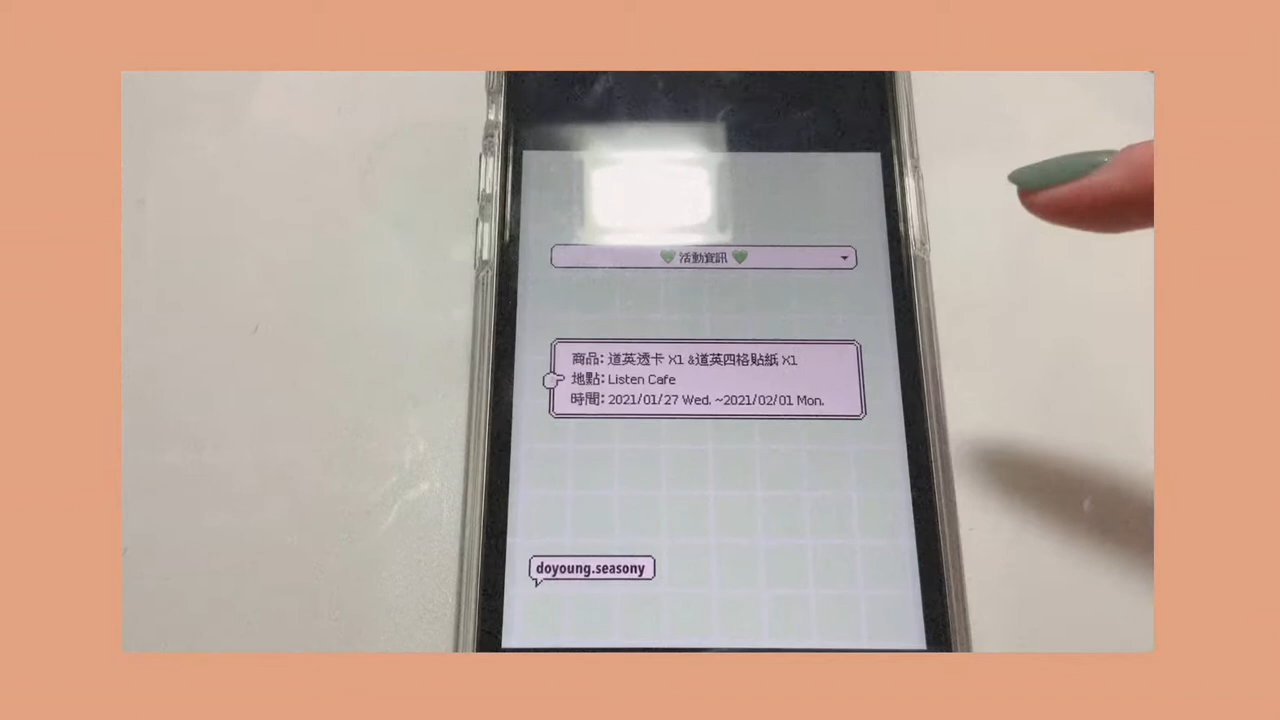 💚 活動資訊 💚
商品: 道英透卡 X1 &道英四格貼紙 X1
地點: Listen Cafe
時間: 2021/01/27 Wed. ~2021/02/01 Mon.
doyoung.seasony